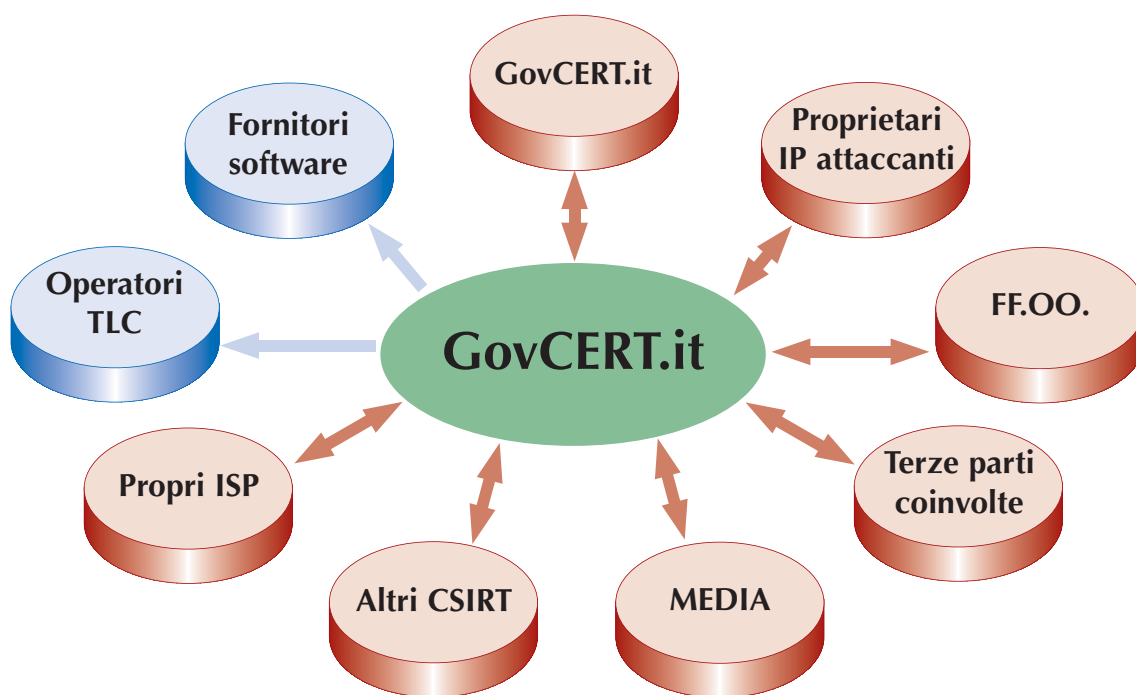 GovCERT.it
Fornitori
software
Proprietari
IP attaccanti
Operatori
TLC
FF.OO.
GovCERT.it
Propri ISP
Terze parti
coinvolte
Altri CSIRT
MEDIA